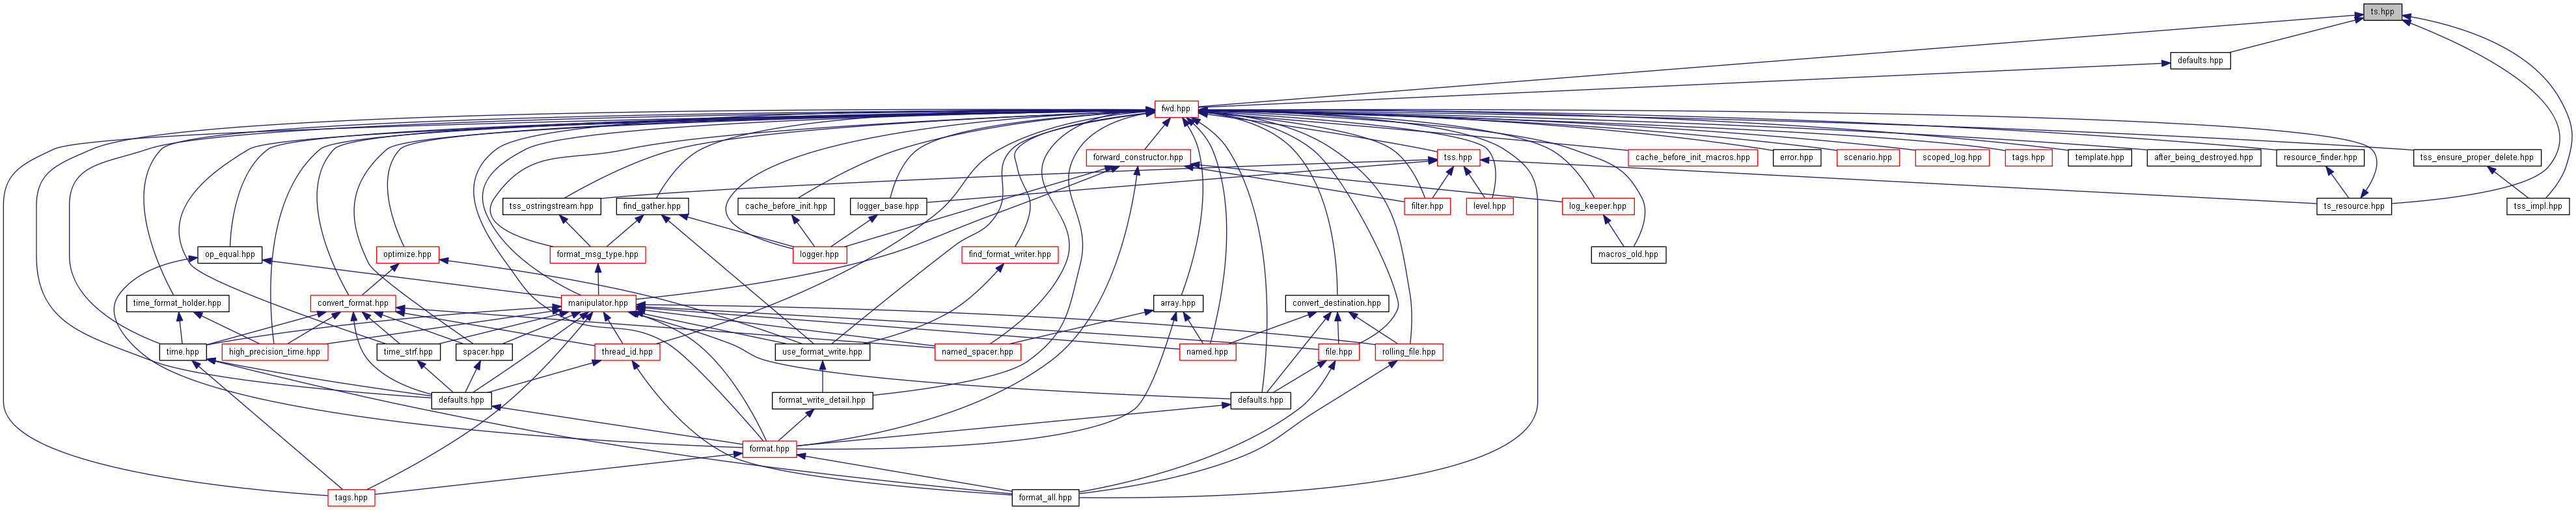 ts.hpp
defaults.hpp
fwd.hpp
forward_constructor.hpp
tss.hpp
cache_before_init_macros.hpp
error.hpp
scenario.hpp
scoped_log.hpp
tags.hpp
template.hpp
after_being_destroyed.hpp
resource_finder.hpp
tss_ensure_proper_delete.hpp
tss_ostringstream.hpp
find_gather.hpp
cache_before_init.hpp
logger_base.hpp
filter.hpp
level.hpp
log_keeper.hpp
ts_resource.hpp
tss_impl.hpp
op_equal.hpp
optimize.hpp
format_msg_type.hpp
logger.hpp
find_format_writer.hpp
macros_old.hpp
time_format_holder.hpp
convert_format.hpp
manipulator.hpp
array.hpp
convert_destination.hpp
time.hpp
high_precision_time.hpp
time_strf.hpp
spacer.hpp
thread_id.hpp
use_format_write.hpp
named_spacer.hpp
named.hpp
file.hpp
rolling_file.hpp
defaults.hpp
format_write_detail.hpp
defaults.hpp
format.hpp
tags.hpp
format_all.hpp